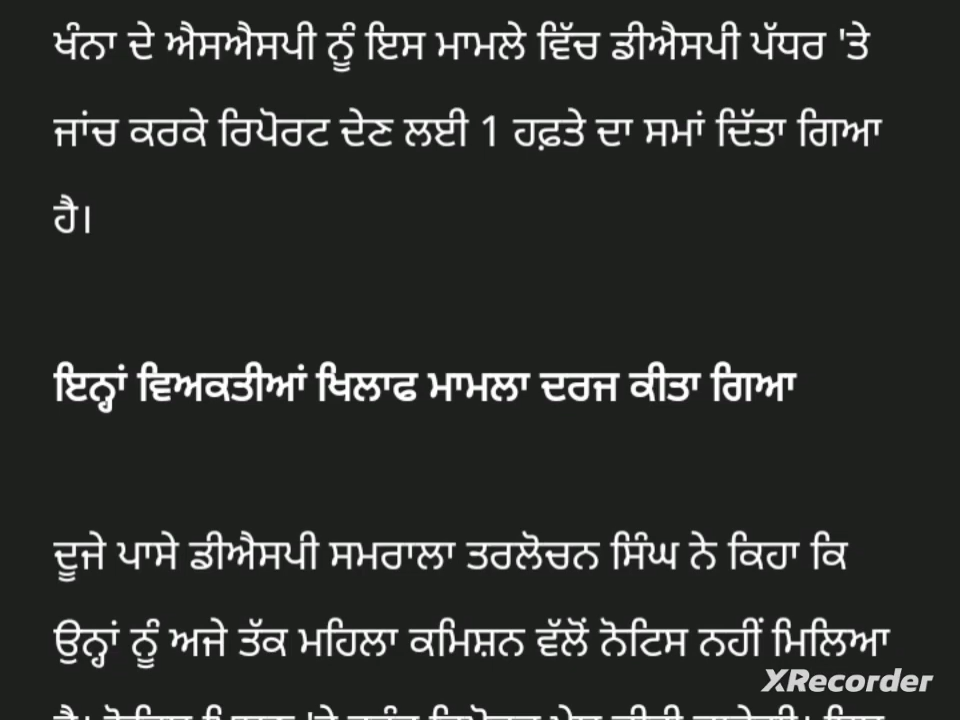 ਖੰਨਾ ਦੇ ਐਸਐਸਪੀ ਨੂੰ ਇਸ ਮਾਮਲੇ ਵਿੱਚ ਡੀਐਸਪੀ ਪੱਧਰ 'ਤੇ
ਜਾਂਚ ਕਰਕੇ ਰਿਪੋਰਟ ਦੇਣ ਲਈ 1 ਹਫ਼ਤੇ ਦਾ ਸਮਾਂ ਦਿੱਤਾ ਗਿਆ
ਹੈ।
ਇਨ੍ਹਾਂ ਵਿਅਕਤੀਆਂ ਖਿਲਾਫ ਮਾਮਲਾ ਦਰਜ ਕੀਤਾ ਗਿਆ
ਦੂਜੇ ਪਾਸੇ ਡੀਐਸਪੀ ਸਮਰਾਲਾ ਤਰਲੋਚਨ ਸਿੰਘ ਨੇ ਕਿਹਾ ਕਿ
ਉਨ੍ਹਾਂ ਨੂੰ ਅਜੇ ਤੱਕ ਮਹਿਲਾ ਕਮਿਸ਼ਨ ਵੱਲੋਂ ਨੋਟਿਸ ਨਹੀਂ ਮਿਲਿਆ
XRecorder